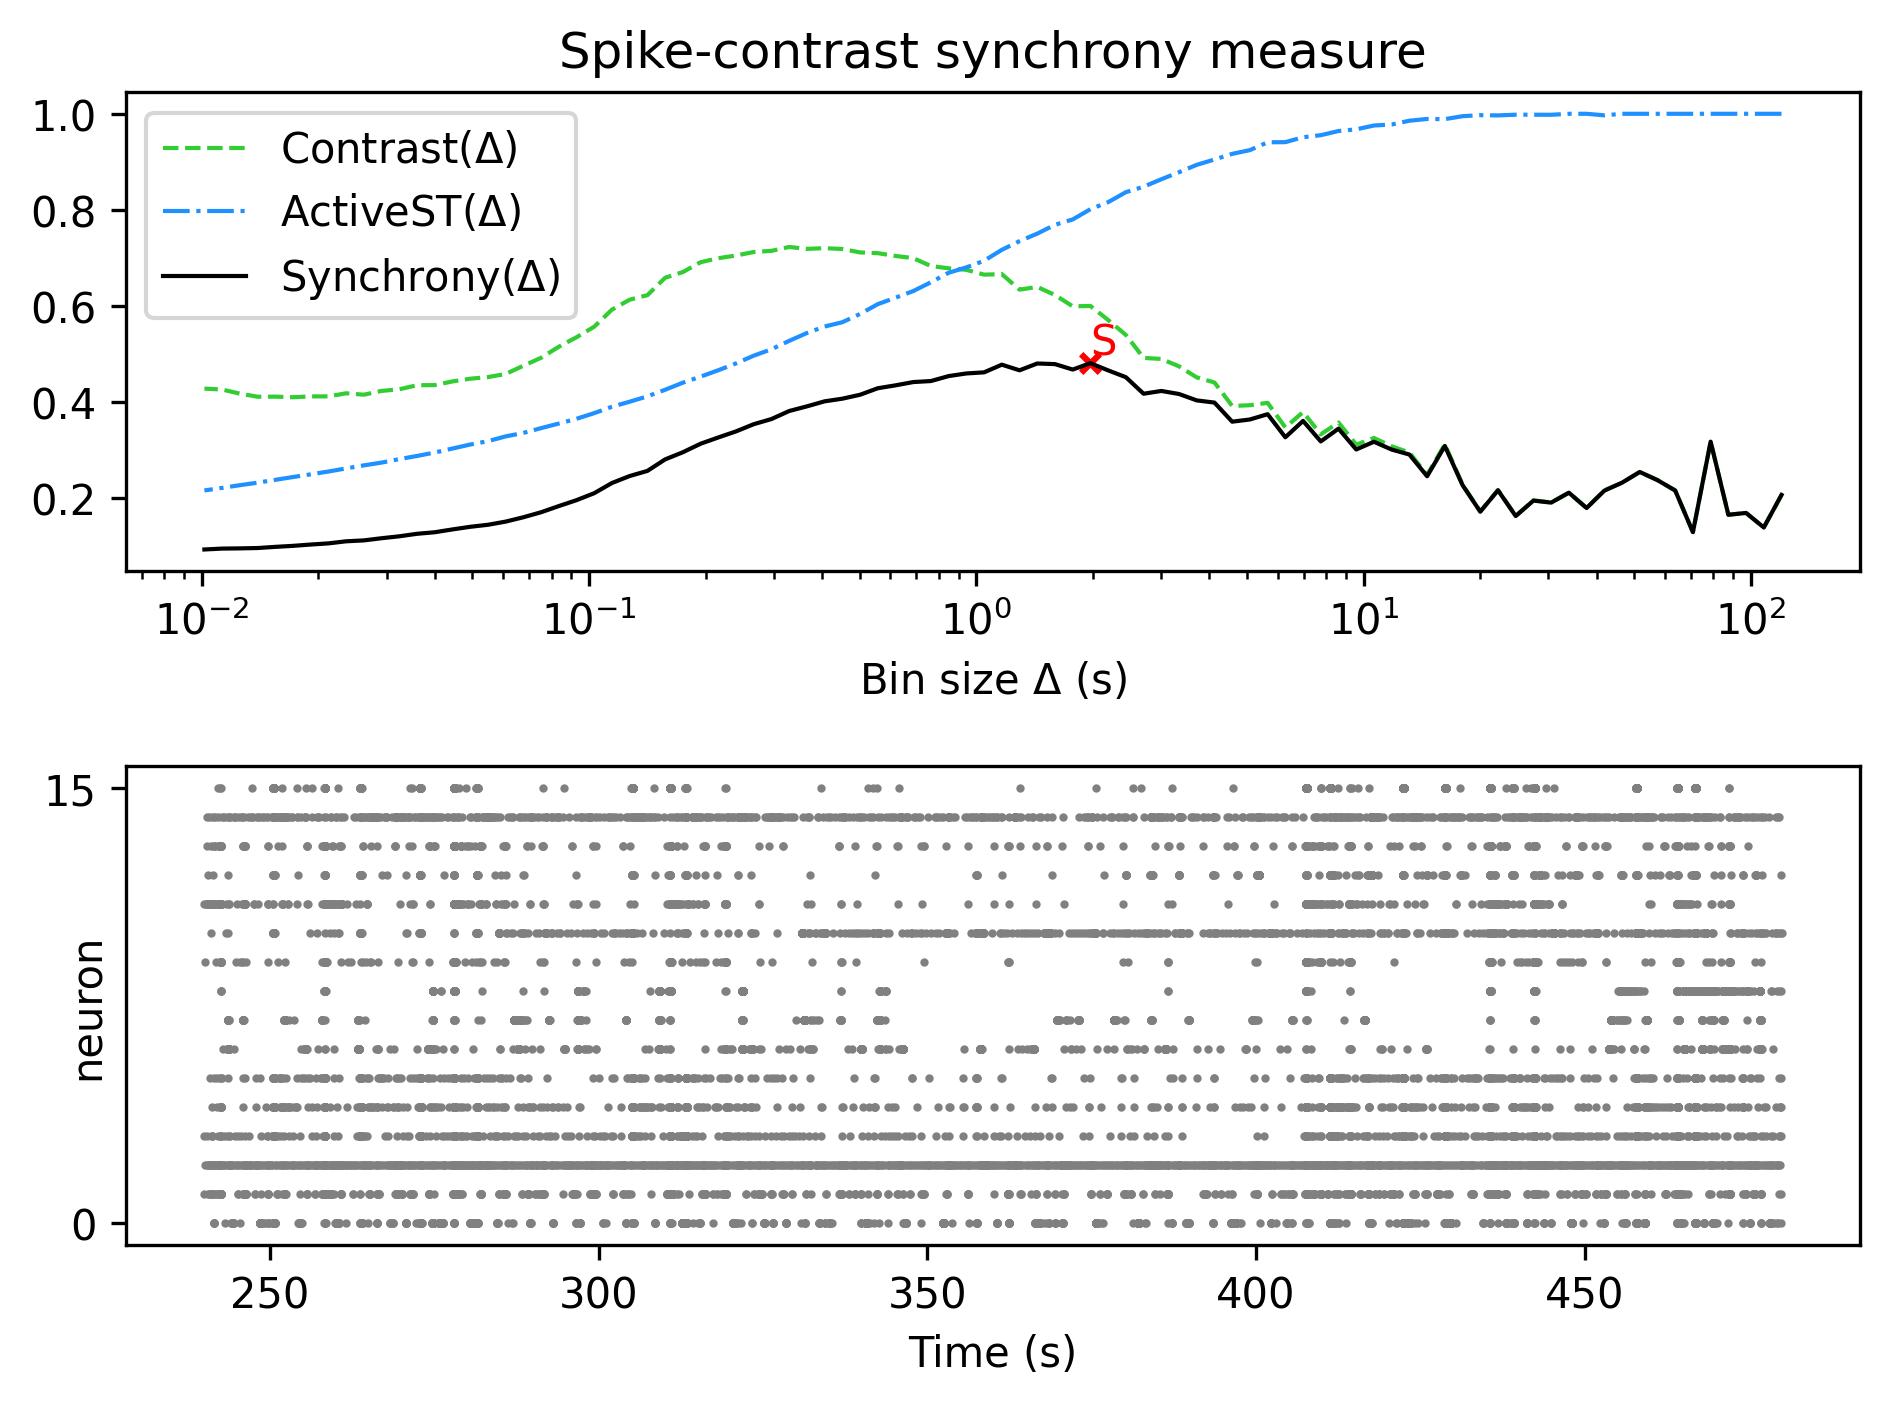 Spike-contrast synchrony measure
1.0
0.8
0.6
0.4
0.2
Contrast(Δ)
ActiveST(Δ)
Synchrony(Δ)
S
10⁻² 10⁻¹ 10⁰ 10¹ 10²
Bin size Δ (s)
15
0
neuron
250 300 350 400 450
Time (s)